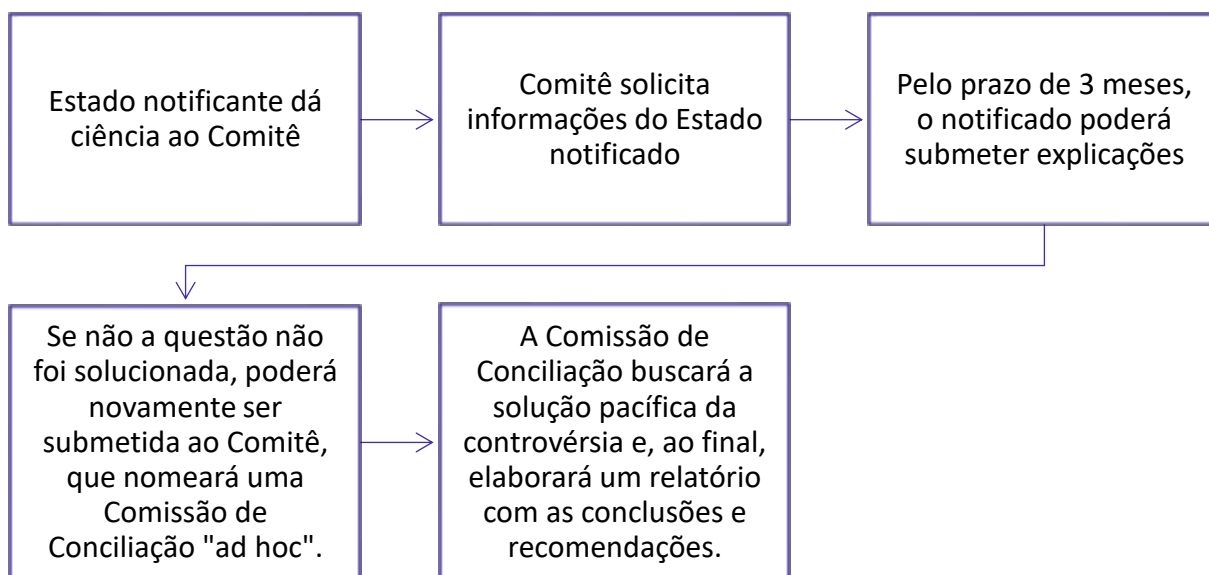 Estado notificante dá
ciência ao Comitê
Comitê solicita
informações do Estado
notificado
Pelo prazo de 3 meses,
o notificado poderá
submeter explicações
Se não a questão não
foi solucionada, poderá
novamente ser
submetida ao Comitê,
que nomeará uma
Comissão de
Conciliação "ad hoc".
A Comissão de
Conciliação buscará a
solução pacífica da
controvérsia e, ao final,
elaborará um relatório
com as conclusões e
recomendações.